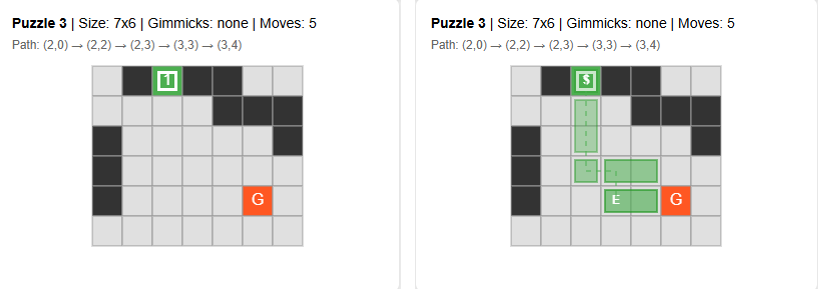 Puzzle 3 | Size: 7x6 | Gimmicks: none | Moves: 5
Path: (2,0) → (2,2) → (2,3) → (3,3) → (3,4)
1
G
Puzzle 3 | Size: 7x6 | Gimmicks: none | Moves: 5
Path: (2,0) → (2,2) → (2,3) → (3,3) → (3,4)
S
E G